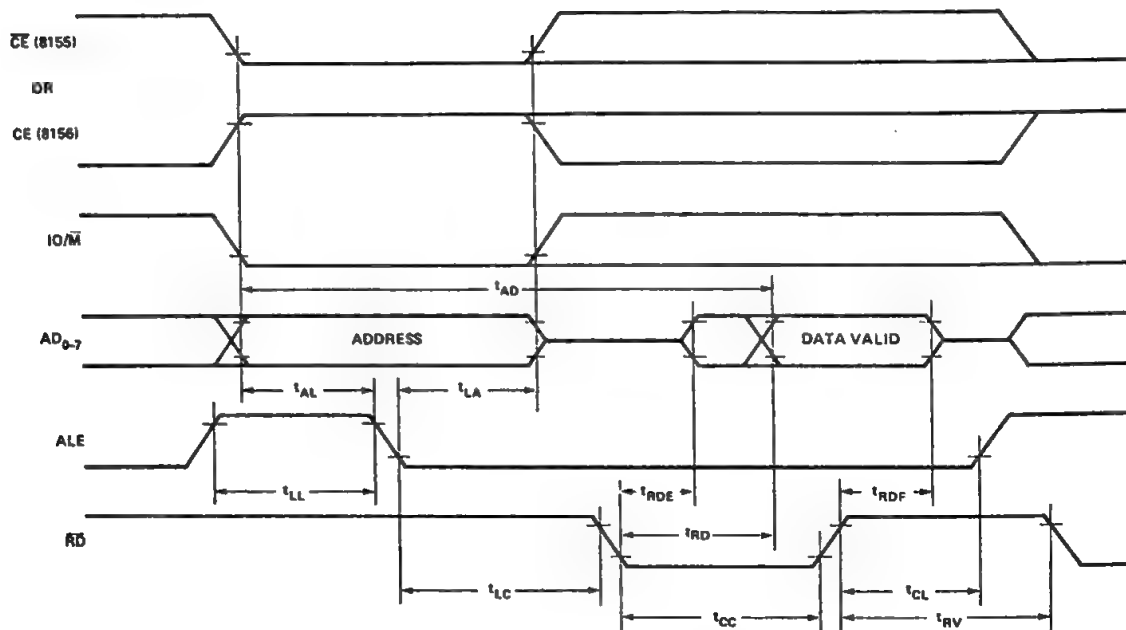 CE (8155)
OR
CE (8156)
IO/M
tAD
AD0-7
ADDRESS
DATA VALID
tAL
tLA
ALE
tLL
tRDE
tRDF
RD
tRD
tLC
tCL
tCC
tRV